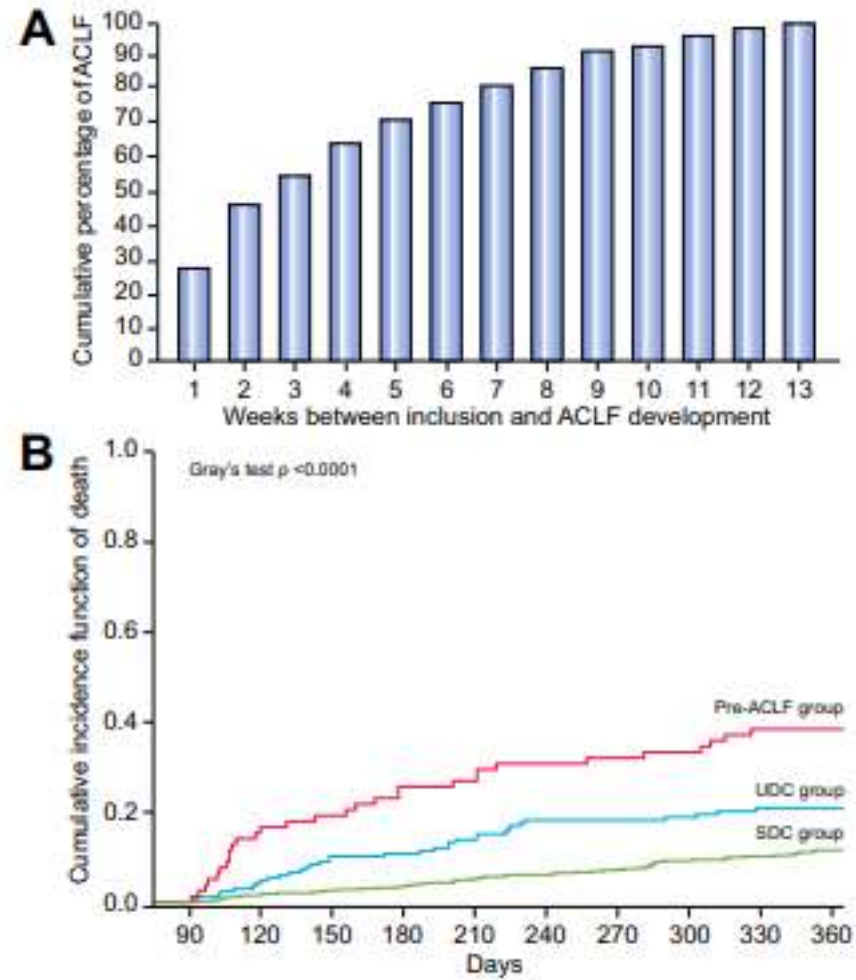 A
Cumulative percentage of ACLF
100
90
80
70
60
50
40
30
20
10
0
1 2 3 4 5 6 7 8 9 10 11 12 13
Weeks between inclusion and ACLF development
B
Cumulative incidence function of death
Gray's test p <0.0001
1.0
0.8
0.6
0.4
0.2
0.0
Pre-ACLF group
UDC group
SDC group
90 120 150 180 210 240 270 300 330 360
Days